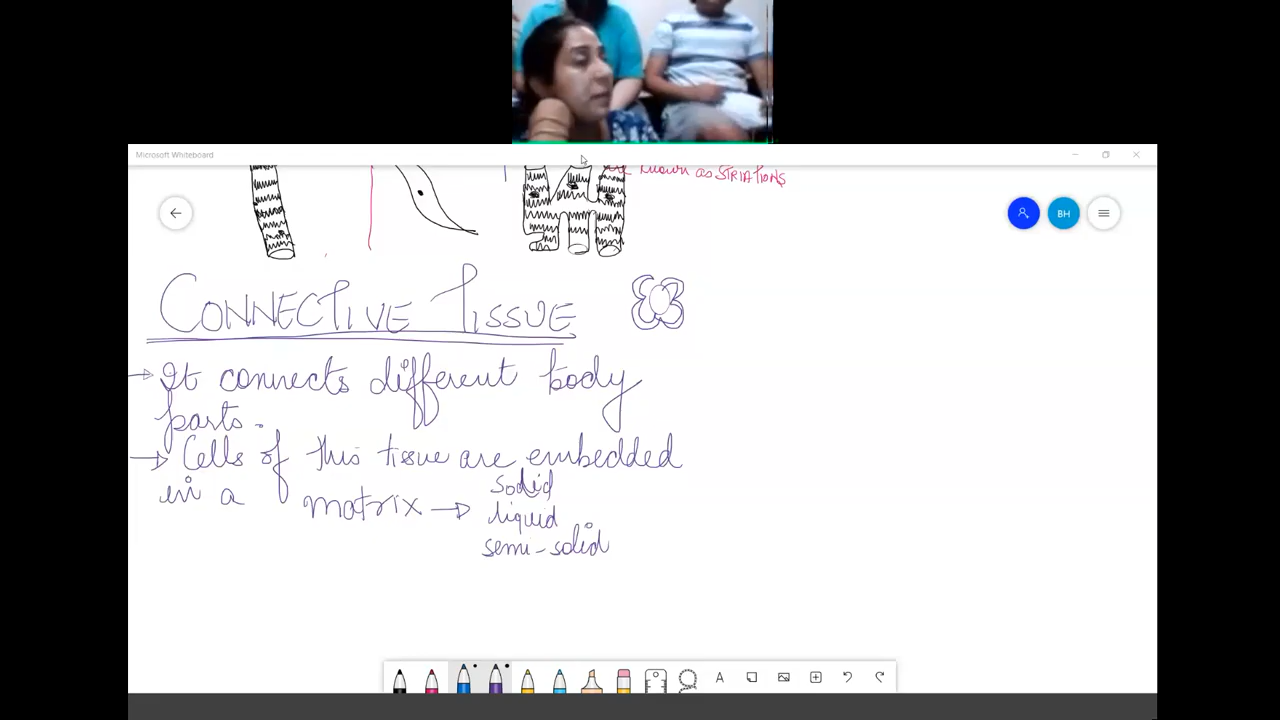 Microsoft Whiteboard
are known as STRIATIONS
BH
CONNECTIVE TISSUE
→ It connects different body
parts.
→ Cells of this tissue are embedded
in a matrix → solid
liquid
semi-solid
A